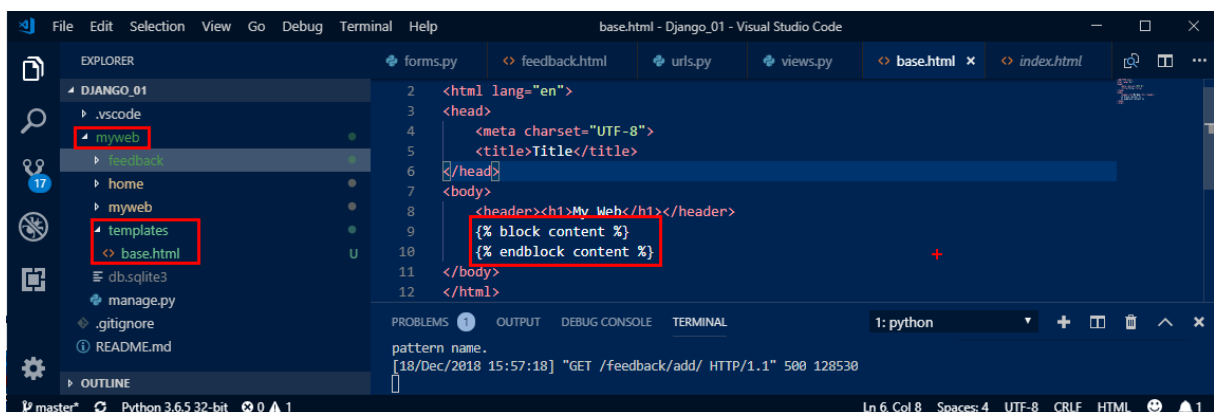 File Edit Selection View Go Debug Terminal Help base.html - Django_01 - Visual Studio Code
EXPLORER
DJANGO_01
.vscode
myweb
feedback
home
myweb
templates
base.html U
db.sqlite3
manage.py
.gitignore
README.md
OUTLINE
17
forms.py feedback.html urls.py views.py base.html index.html
2 <html lang="en">
3 <head>
4 <meta charset="UTF-8">
5 <title>Title</title>
6 </head>
7 <body>
8 <header><h1>My Web</h1></header>
9 {% block content %}
10 {% endblock content %}
11 </body>
12 </html>
PROBLEMS 1 OUTPUT DEBUG CONSOLE TERMINAL 1: python
pattern name.
[18/Dec/2018 15:57:18] "GET /feedback/add/ HTTP/1.1" 500 128530
master* Python 3.6.5 32-bit 0 1 Ln 6, Col 8 Spaces: 4 UTF-8 CRLF HTML 1